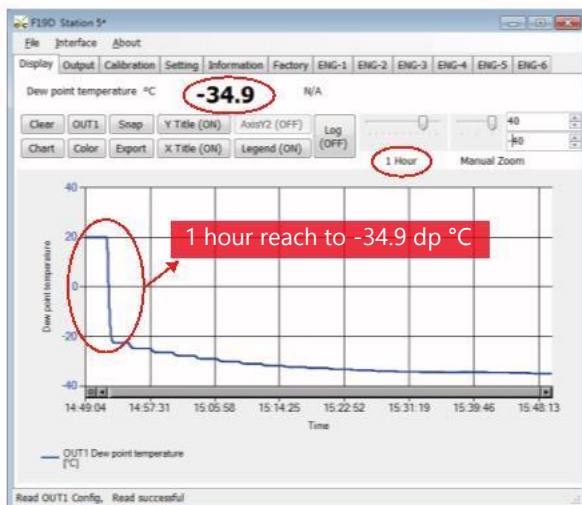 F19D Station 5*
File Interface About
Display Output Calibration Setting Information Factory ENG-1 ENG-2 ENG-3 ENG-4 ENG-5 ENG-6
Dew point temperature °C -34.9 N/A
Clear OUT1 Snap Y Title (ON) AxisY2 (OFF) Log (OFF) 40
Chart Color Export X Title (ON) Legend (ON) -40
1 Hour Manual Zoom
40
20
0
-20
-40
Dew point temperature
1 hour reach to -34.9 dp °C
14:49:04 14:57:31 15:05:58 15:14:25 15:22:52 15:31:19 15:39:46 15:48:13
Time
OUT1 Dew point temperature
[°C]
Read OUT1 Config, Read successful